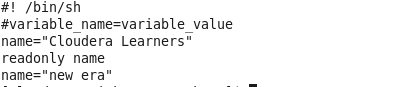 #! /bin/sh
#variable_name=variable_value
name="Cloudera Learners"
readonly name
name="new era"